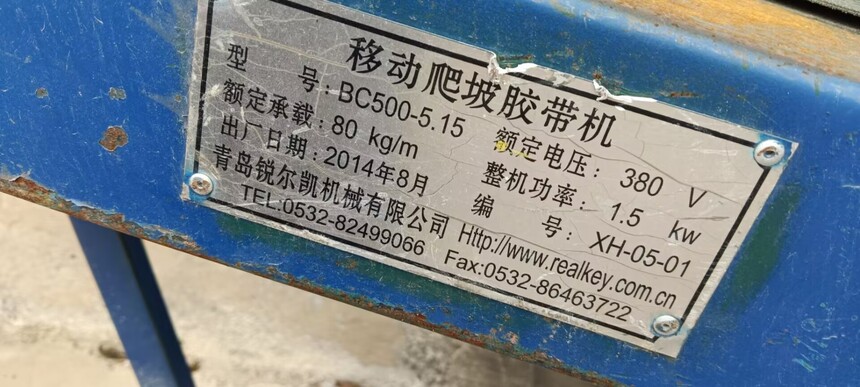 移动爬坡胶带机
型 号:BC500-5.15 额定电压: 380 V
额定承载:80 kg/m 整机功率: 1.5 kw
出厂日期:2014年8月 编 号: XH-05-01
青岛锐尔凯机械有限公司 Http://www.realkey.com.cn
TEL:0532-82499066 Fax:0532-86463722